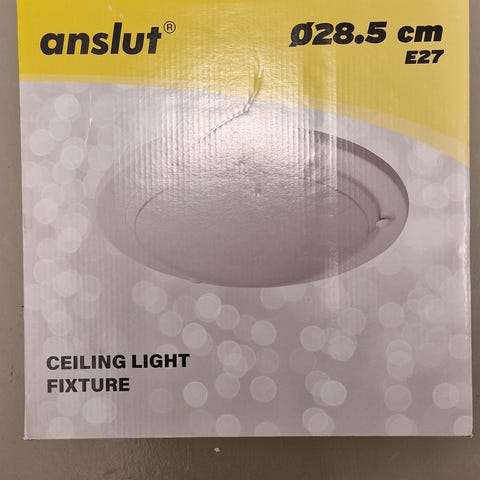 anslut®
Ø28.5 cm
E27
CEILING LIGHT
FIXTURE